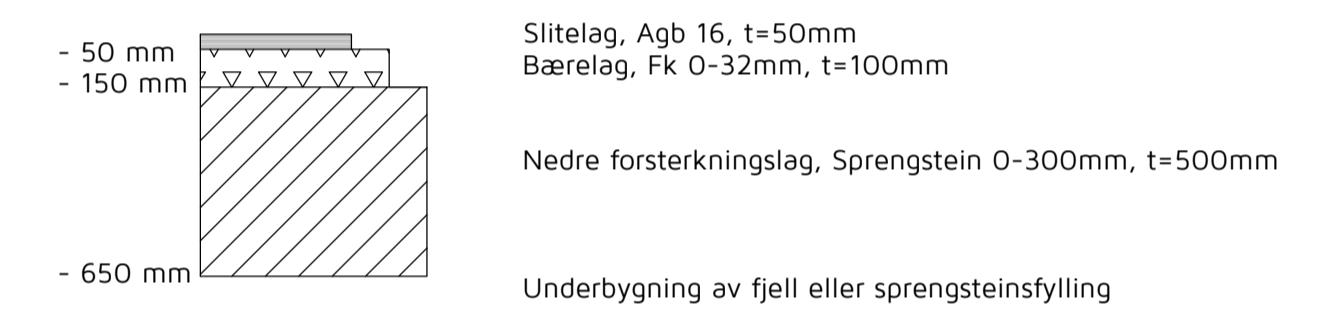 - 50 mm
- 150 mm
- 650 mm
Slitelag, Agb 16, t=50mm
Bærelag, Fk 0-32mm, t=100mm
Nedre forsterkningslag, Sprengstein 0-300mm, t=500mm
Underbygning av fjell eller sprengsteinsfylling